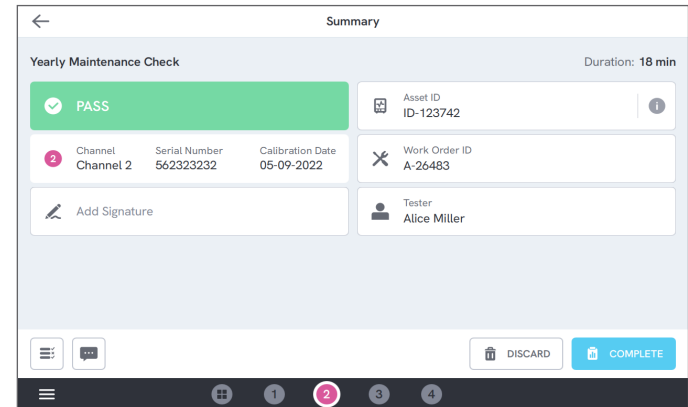 Summary
Yearly Maintenance Check
Duration: 18 min
PASS
Asset ID
ID-123742
i
2
Channel Serial Number Calibration Date
Channel 2 562323232 05-09-2022
Work Order ID
A-26483
Add Signature
Tester
Alice Miller
DISCARD
COMPLETE
1 2 3 4